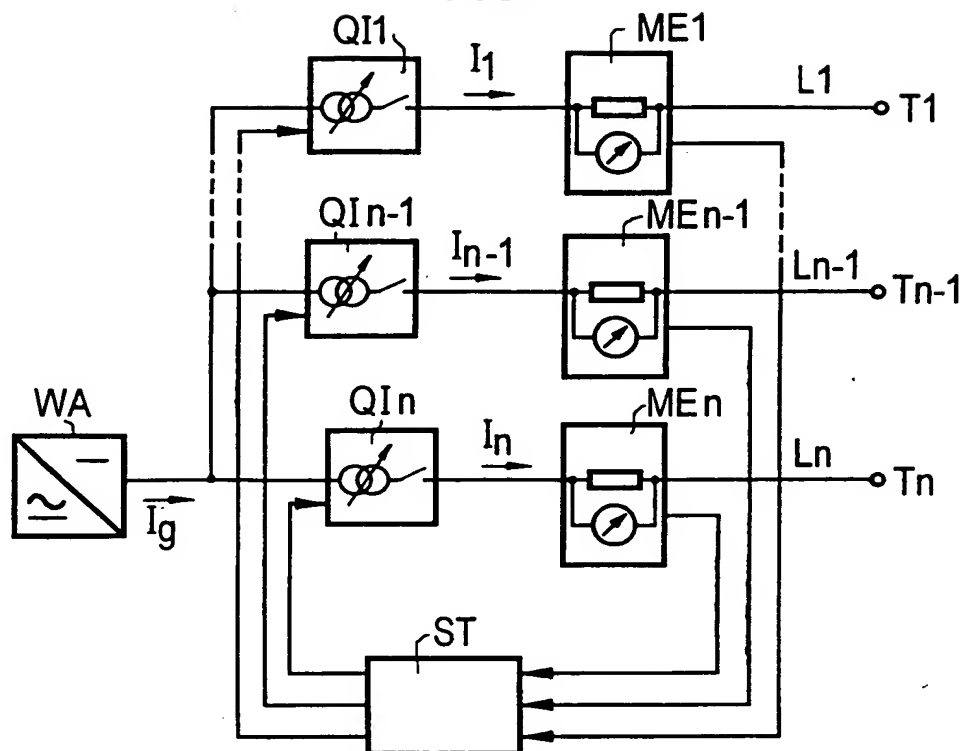 QI1
I1
ME1
L1
T1
QIn-1
In-1
MEn-1
Ln-1
Tn-1
WA
QIn
In
MEn
Ln
Tn
Ig
ST